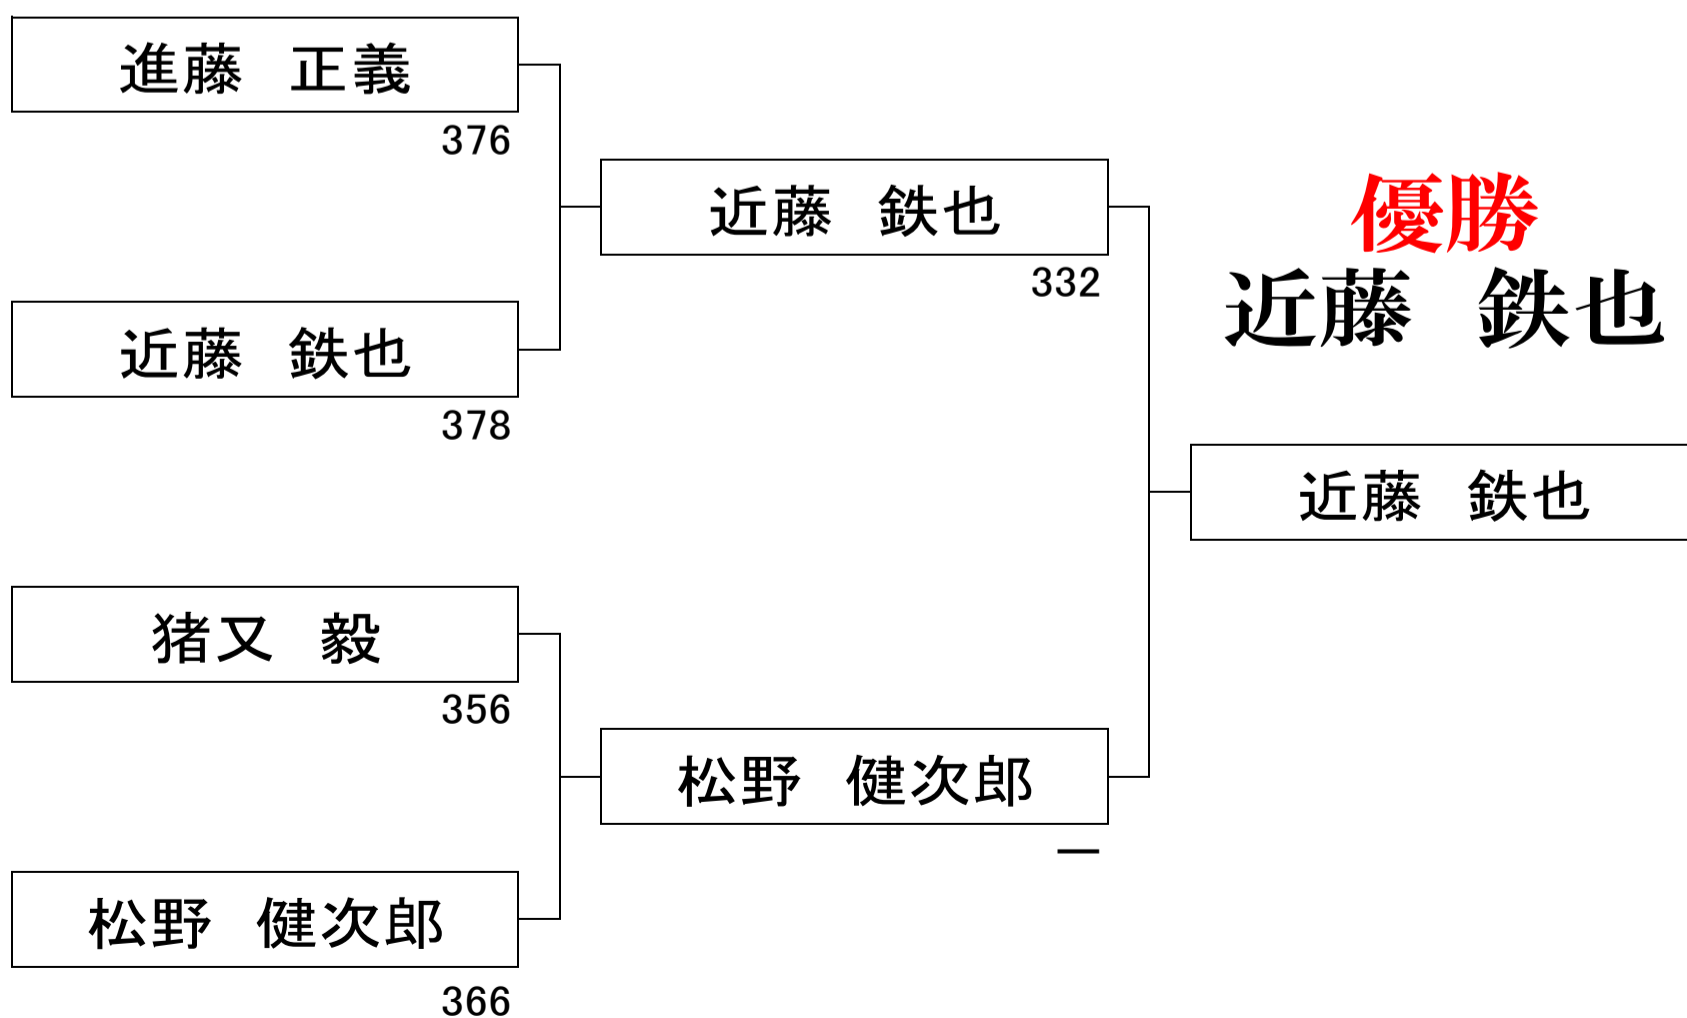 進藤　正義
376
近藤　鉄也
378
猪又　毅
356
松野　健次郎
366
近藤　鉄也
332
松野　健次郎
―
優勝
近藤　鉄也
近藤　鉄也